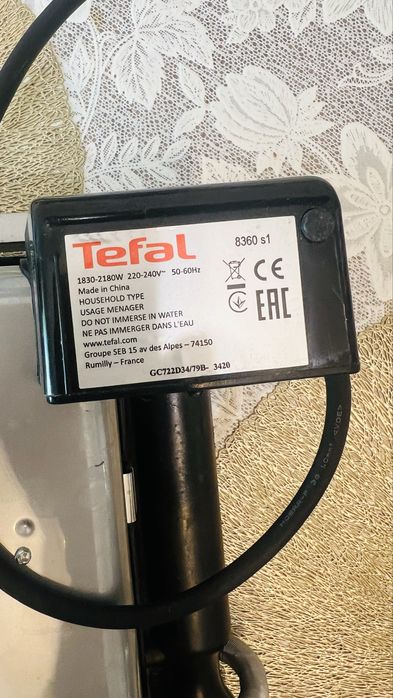 Tefal
8360 s1
1830-2180W 220-240V~ 50-60Hz
Made in China
HOUSEHOLD TYPE
USAGE MENAGER
DO NOT IMMERSE IN WATER
NE PAS IMMERGER DANS L'EAU
www.tefal.com
Groupe SEB 15 av des Alpes – 74150
Rumilly – France
CE
EAC
GC722D34/79B- 3420
<VDE>